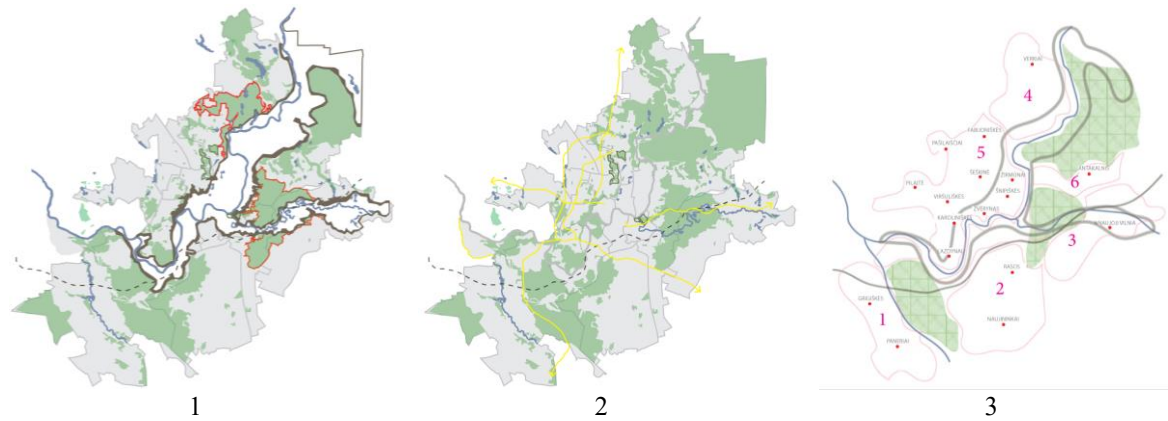 VERKIAI
4
FABIJONIŠKĖS
PAŠILAIČIAI
5
ŠEŠKINĖ
ŽIRMŪNAI
ANTAKALNIS
6
PILAITĖ
VIRŠULIŠKĖS
ŠNIPIŠKĖS
ŽVĖRYNAS
KAROLINIŠKĖS
NAUJOJI VILNIA
3
LAZDYNAI
RASOS
2
GRIGIŠKĖS
1
NAUJININKAI
PANERIAI
1
2
3